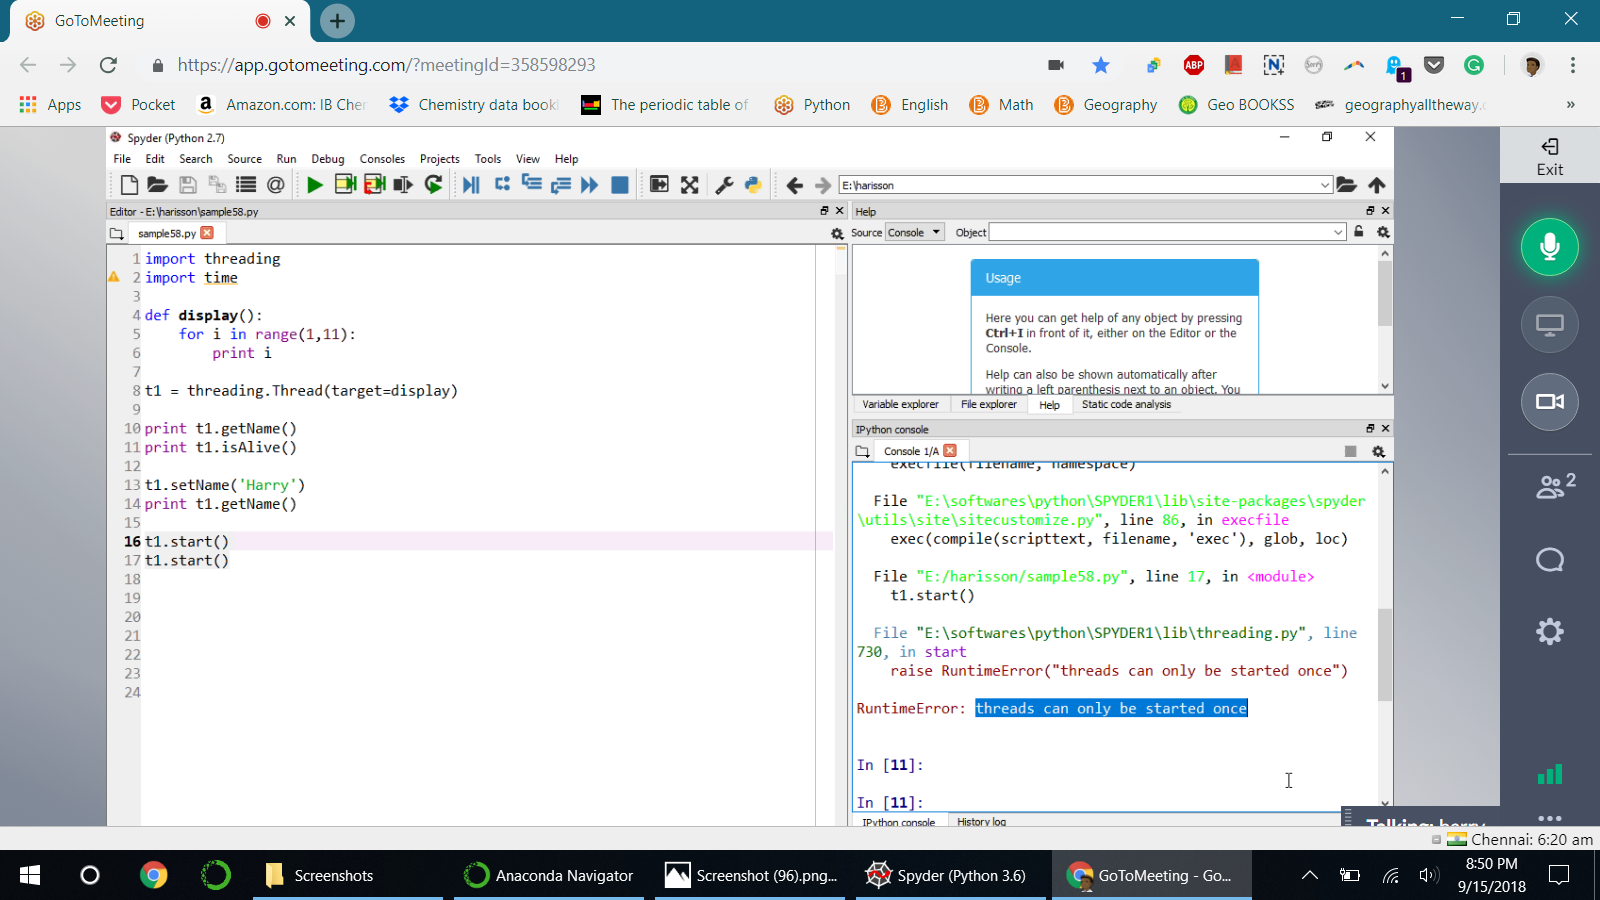 GoToMeeting
https://app.gotomeeting.com/?meetingId=358598293
ABP
1
Apps
Pocket
Amazon.com: IB Cher
Chemistry data book
The periodic table of
Python
English
Math
Geography
Geo BOOKSS
geographyalltheway.c
»
Spyder (Python 2.7)
File Edit Search Source Run Debug Consoles Projects Tools View Help
E:\harisson
Editor - E:\harisson\sample58.py
sample58.py
1 import threading
2 import time
3
4 def display():
5     for i in range(1,11):
6         print i
7
8 t1 = threading.Thread(target=display)
9
10 print t1.getName()
11 print t1.isAlive()
12
13 t1.setName('Harry')
14 print t1.getName()
15
16 t1.start()
17 t1.start()
18
19
20
21
22
23
24
Help
Source Console Object
Usage
Here you can get help of any object by pressing
Ctrl+I in front of it, either on the Editor or the
Console.
Help can also be shown automatically after
writing a left parenthesis next to an object. You
Variable explorer File explorer Help Static code analysis
IPython console
Console 1/A
execfile(filename, namespace)
File "E:\softwares\python\SPYDER1\lib\site-packages\spyder
\utils\site\sitecustomize.py", line 86, in execfile
exec(compile(scripttext, filename, 'exec'), glob, loc)
File "E:/harisson/sample58.py", line 17, in <module>
t1.start()
File "E:\softwares\python\SPYDER1\lib\threading.py", line
730, in start
raise RuntimeError("threads can only be started once")
RuntimeError: threads can only be started once
In [11]:
In [11]:
IPython console History log
Exit
2
Talking: harry
Chennai: 6:20 am
Screenshots
Anaconda Navigator
Screenshot (96).png...
Spyder (Python 3.6)
GoToMeeting - Go...
8:50 PM
9/15/2018